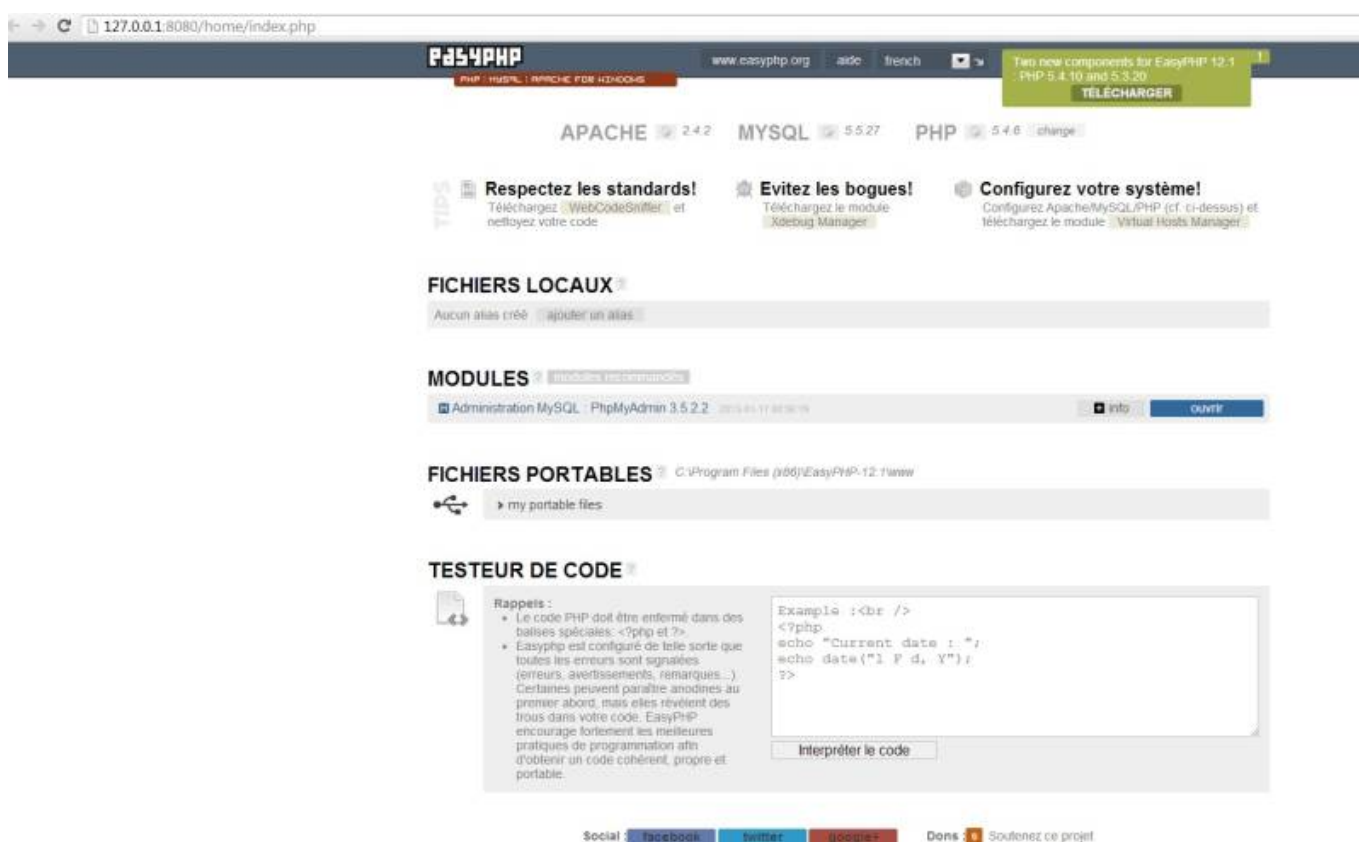 127.0.0.1:8080/home/index.php
EasyPHP
PHP : MYSQL : APACHE FOR WINDOWS
www.easyphp.org aide french
Two new components for EasyPHP 12.1 : PHP 5.4.10 and 5.3.20
TÉLÉCHARGER
!
APACHE 2.4.2 MYSQL 5.5.27 PHP 5.4.6 change
TIPS
Respectez les standards!
Téléchargez WebCodeSniffer et
nettoyez votre code
Evitez les bogues!
Téléchargez le module
Xdebug Manager
Configurez votre système!
Configurez Apache/MySQL/PHP (cf. ci-dessus) et
téléchargez le module Virtual Hosts Manager
FICHIERS LOCAUX ?
Aucun alias créé ajouter un alias
MODULES ? modules recommandés
Administration MySQL : PhpMyAdmin 3.5.2.2
info ouvrir
FICHIERS PORTABLES ? C:\Program Files (x86)\EasyPHP-12.1\www
my portable files
TESTEUR DE CODE ?
Rappels :
• Le code PHP doit être enfermé dans des
balises spéciales: <?php et ?>.
• Easyphp est configuré de telle sorte que
toutes les erreurs sont signalées
(erreurs, avertissements, remarques...)
Certaines peuvent paraître anodines au
premier abord, mais elles révèlent des
trous dans votre code. EasyPHP
encourage fortement les meilleures
pratiques de programmation afin
d'obtenir un code cohérent, propre et
portable.
Example :<br />
<?php
echo "Current date : ";
echo date("l F d, Y");
?>
Interpréter le code
Social : facebook twitter google+ Dons : Soutenez ce projet